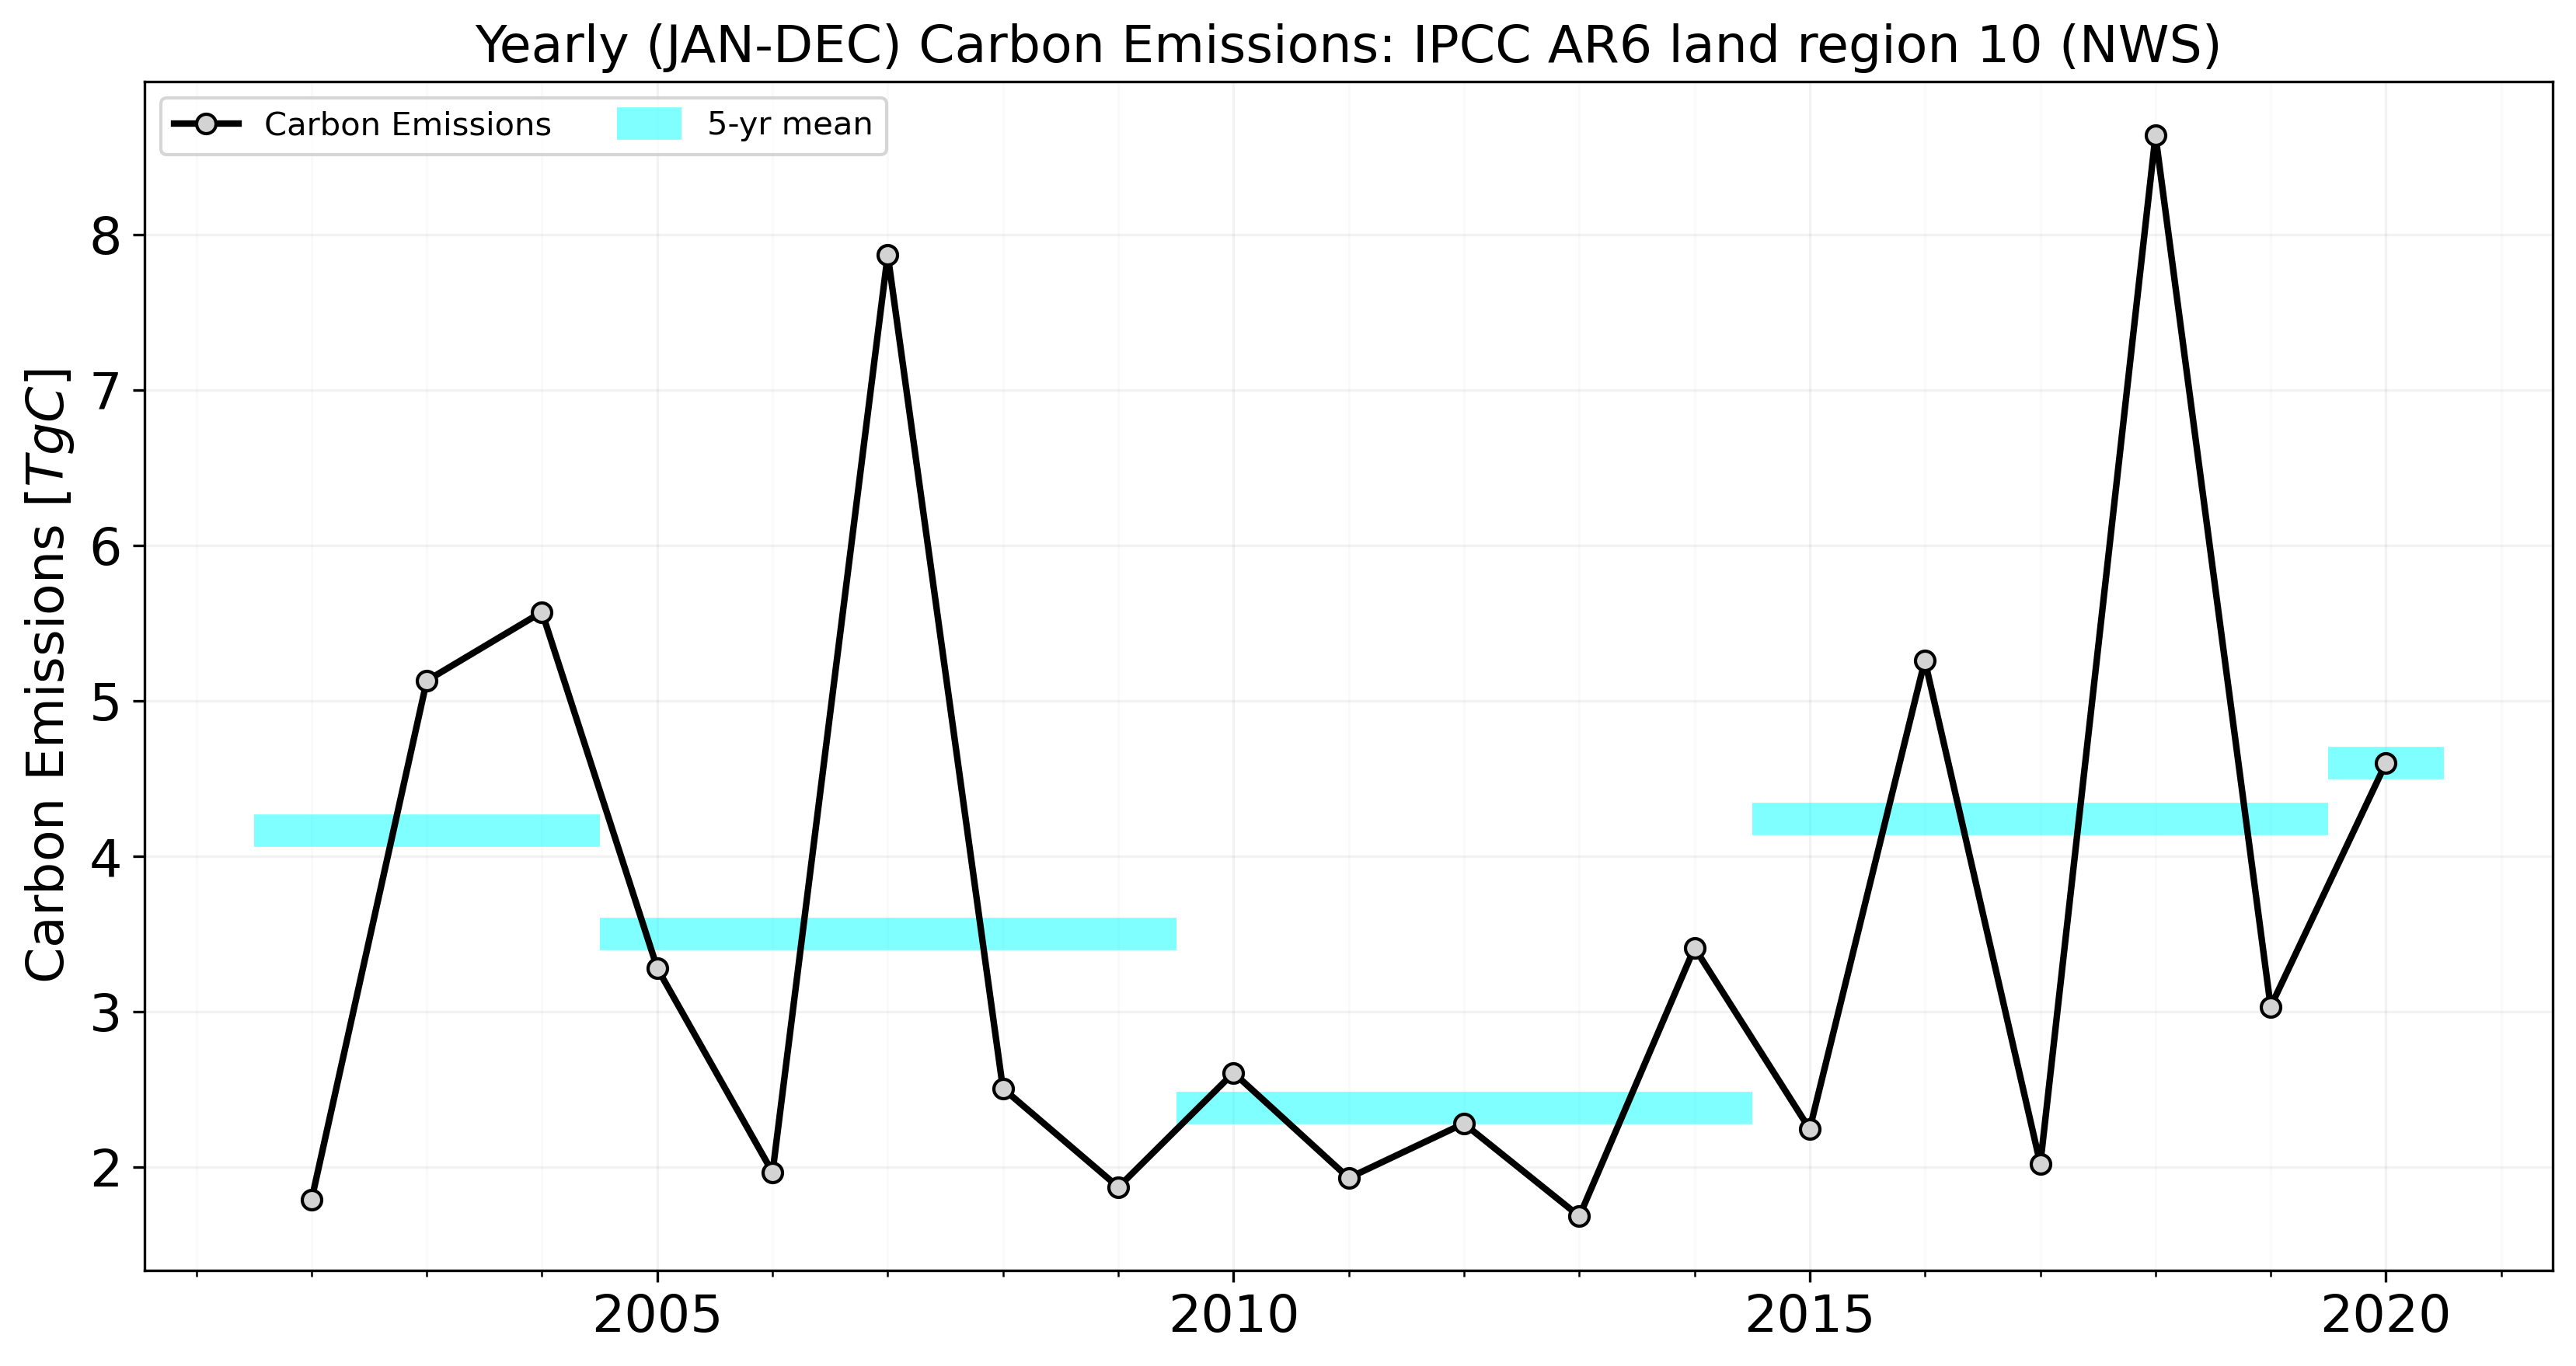 Yearly (JAN-DEC) Carbon Emissions: IPCC AR6 land region 10 (NWS)
Carbon Emissions
5-yr mean
Carbon Emissions [TgC]
8
7
6
5
4
3
2
2005
2010
2015
2020